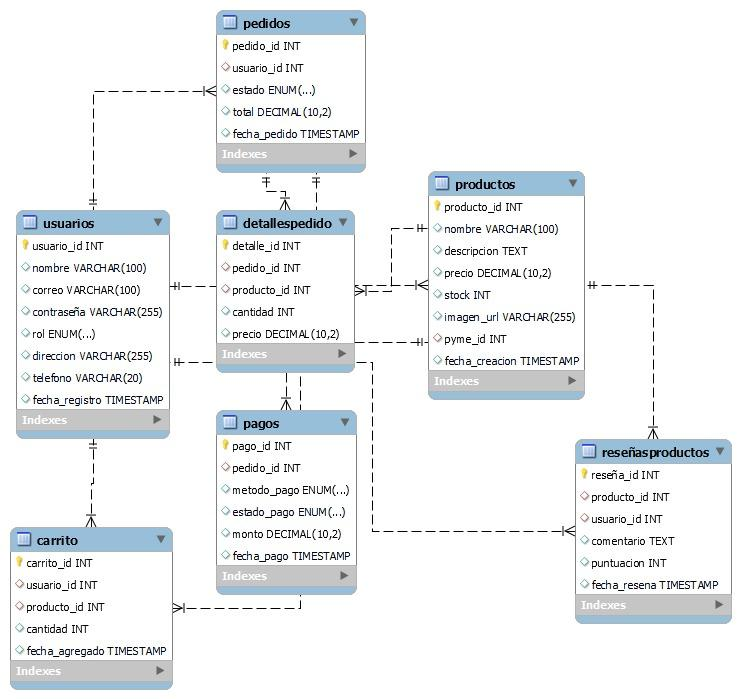 pedidos
pedido_id INT
usuario_id INT
estado ENUM(...)
total DECIMAL(10,2)
fecha_pedido TIMESTAMP
Indexes
usuarios
usuario_id INT
nombre VARCHAR(100)
correo VARCHAR(100)
contraseña VARCHAR(255)
rol ENUM(...)
direccion VARCHAR(255)
telefono VARCHAR(20)
fecha_registro TIMESTAMP
Indexes
detallespedido
detalle_id INT
pedido_id INT
producto_id INT
cantidad INT
precio DECIMAL(10,2)
Indexes
productos
producto_id INT
nombre VARCHAR(100)
descripcion TEXT
precio DECIMAL(10,2)
stock INT
imagen_url VARCHAR(255)
pyme_id INT
fecha_creacion TIMESTAMP
Indexes
pagos
pago_id INT
pedido_id INT
metodo_pago ENUM(...)
estado_pago ENUM(...)
monto DECIMAL(10,2)
fecha_pago TIMESTAMP
Indexes
reseñasproductos
reseña_id INT
producto_id INT
usuario_id INT
comentario TEXT
puntuacion INT
fecha_resena TIMESTAMP
Indexes
carrito
carrito_id INT
usuario_id INT
producto_id INT
cantidad INT
fecha_agregado TIMESTAMP
Indexes